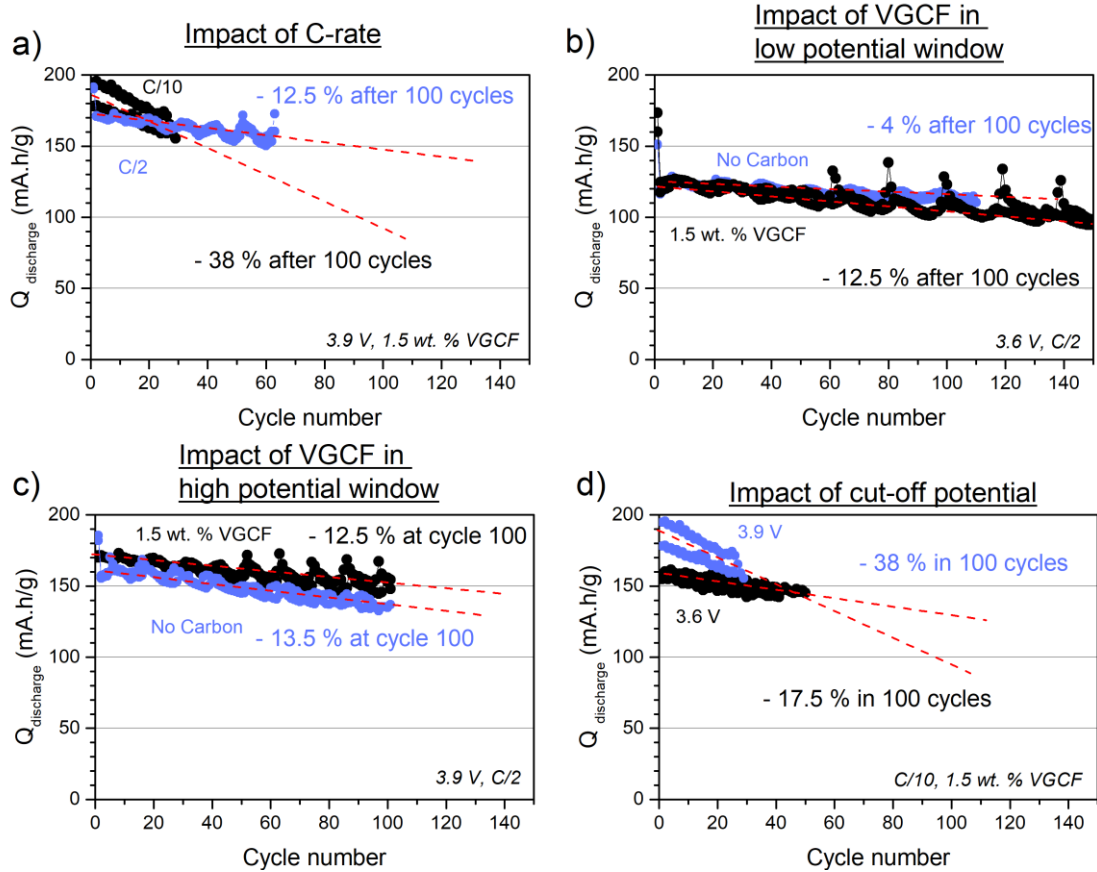 a)
Impact of C-rate
200
150
100
50
0
Q discharge (mA.h/g)
C/10
C/2
- 12.5 % after 100 cycles
- 38 % after 100 cycles
3.9 V, 1.5 wt. % VGCF
0 20 40 60 80 100 120 140
Cycle number
b)
Impact of VGCF in
low potential window
200
150
100
50
0
Q discharge (mA.h/g)
- 4 % after 100 cycles
No Carbon
1.5 wt. % VGCF
- 12.5 % after 100 cycles
3.6 V, C/2
0 20 40 60 80 100 120 140
Cycle number
c)
Impact of VGCF in
high potential window
200
150
100
50
0
Q discharge (mA.h/g)
1.5 wt. % VGCF
- 12.5 % at cycle 100
No Carbon
- 13.5 % at cycle 100
3.9 V, C/2
0 20 40 60 80 100 120 140
Cycle number
d)
Impact of cut-off potential
200
150
100
50
0
Q discharge (mA.h/g)
3.9 V
- 38 % in 100 cycles
3.6 V
- 17.5 % in 100 cycles
C/10, 1.5 wt. % VGCF
0 20 40 60 80 100 120 140
Cycle number